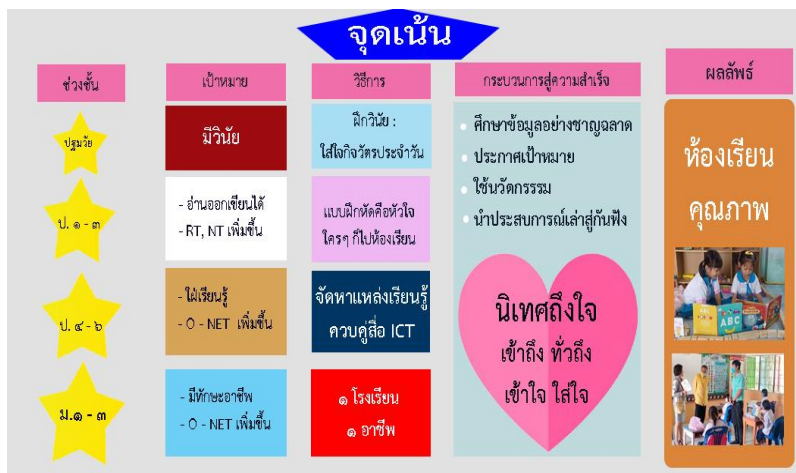 จุดเน้น
ช่วงชั้น
เป้าหมาย
วิธีการ
กระบวนการสู่ความสำเร็จ
ผลลัพธ์
ปฐมวัย
มีวินัย
ฝึกวินัย :
ใส่ใจกิจวัตรประจำวัน
ป. ๑ - ๓
- อ่านออกเขียนได้
- RT, NT เพิ่มขึ้น
แบบฝึกหัดคือหัวใจ
ใครๆ ก็ไปห้องเรียน
ป. ๔ - ๖
- ใฝ่เรียนรู้
- O - NET เพิ่มขึ้น
จัดหาแหล่งเรียนรู้
ควบคู่สื่อ ICT
ม.๑ - ๓
- มีทักษะอาชีพ
- O - NET เพิ่มขึ้น
๑ โรงเรียน
๑ อาชีพ
• ศึกษาข้อมูลอย่างชาญฉลาด
• ประกาศเป้าหมาย
• ใช้นวัตกรรม
• นำประสบการณ์เล่าสู่กันฟัง
นิเทศถึงใจ
เข้าถึง ทั่วถึง
เข้าใจ ใส่ใจ
ห้องเรียน
คุณภาพ
ABC